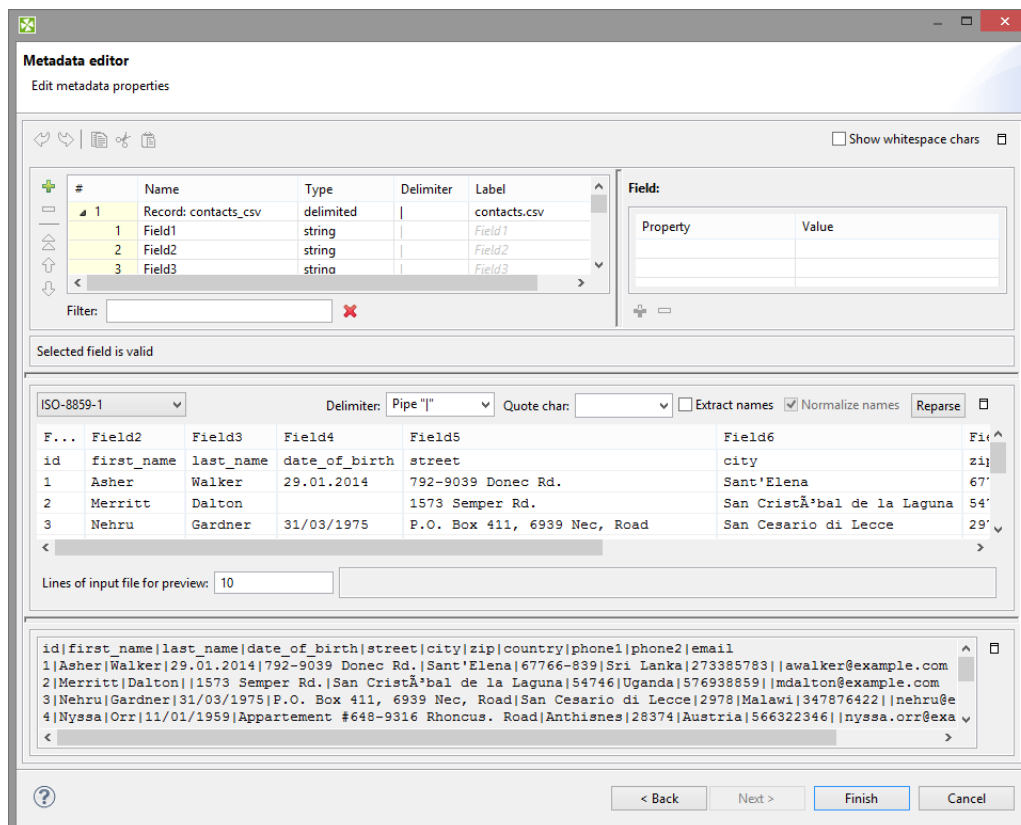 Metadata editor
Edit metadata properties
Show whitespace chars
# Name Type Delimiter Label
1 Record: contacts_csv delimited | contacts.csv
1 Field1 string | Field1
2 Field2 string | Field2
3 Field3 string | Field3
Filter:
Field:
Property Value
Selected field is valid
ISO-8859-1 Delimiter: Pipe "|" Quote char: Extract names Normalize names Reparse
F... Field2 Field3 Field4 Field5 Field6
id first_name last_name date_of_birth street city
1 Asher Walker 29.01.2014 792-9039 Donec Rd. Sant'Elena
2 Merritt Dalton 1573 Semper Rd. San CristÃ³bal de la Laguna
3 Nehru Gardner 31/03/1975 P.O. Box 411, 6939 Nec, Road San Cesario di Lecce
Lines of input file for preview: 10
id|first_name|last_name|date_of_birth|street|city|zip|country|phone1|phone2|email
1|Asher|Walker|29.01.2014|792-9039 Donec Rd.|Sant'Elena|67766-839|Sri Lanka|273385783||awalker@example.com
2|Merritt|Dalton||1573 Semper Rd.|San CristÃ³bal de la Laguna|54746|Uganda|576938859||mdalton@example.com
3|Nehru|Gardner|31/03/1975|P.O. Box 411, 6939 Nec, Road|San Cesario di Lecce|2978|Malawi|347876422||nehru@e
4|Nyssa|Orr|11/01/1959|Appartement #648-9316 Rhoncus. Road|Anthisnes|28374|Austria|566322346||nyssa.orr@exa
< Back Next > Finish Cancel